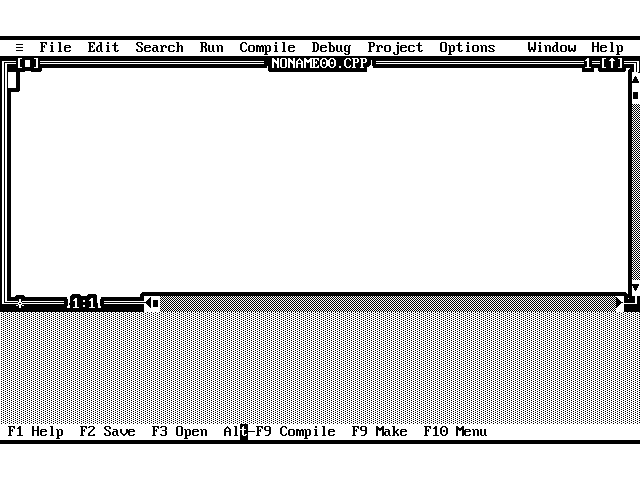 ≡ File Edit Search Run Compile Debug Project Options Window Help
[■] NONAME00.CPP 1=[↑]
* 1:1
F1 Help F2 Save F3 Open Alt-F9 Compile F9 Make F10 Menu